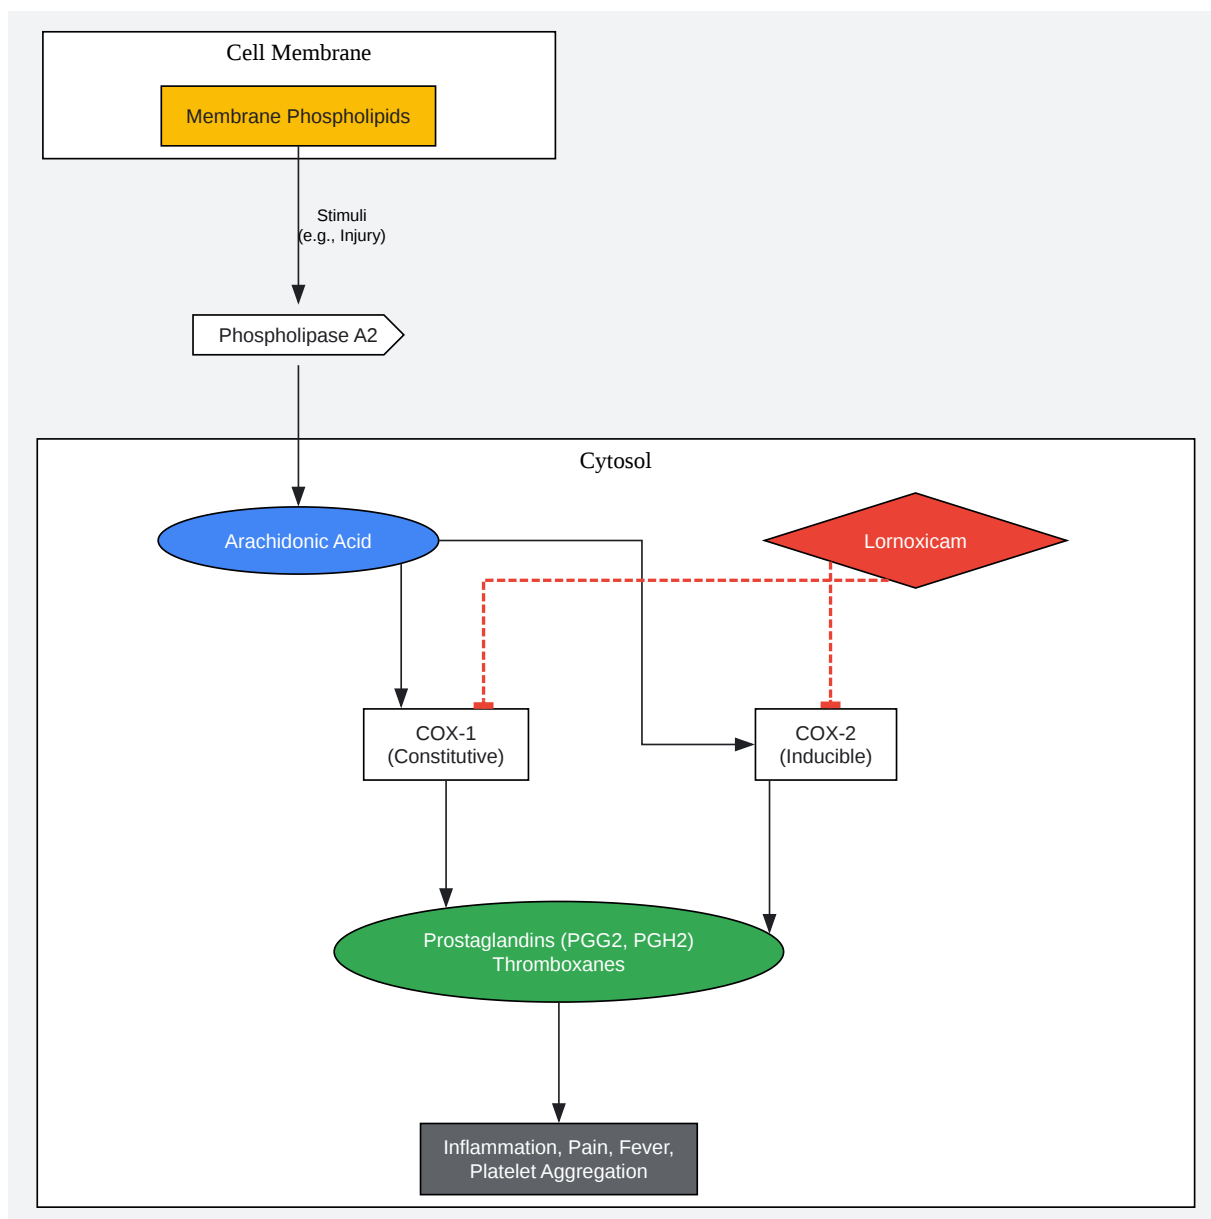 Cell Membrane
Membrane Phospholipids
Stimuli
(e.g., Injury)
Phospholipase A2
Cytosol
Arachidonic Acid
Lornoxicam
COX-1
(Constitutive)
COX-2
(Inducible)
Prostaglandins (PGG2, PGH2)
Thromboxanes
Inflammation, Pain, Fever,
Platelet Aggregation